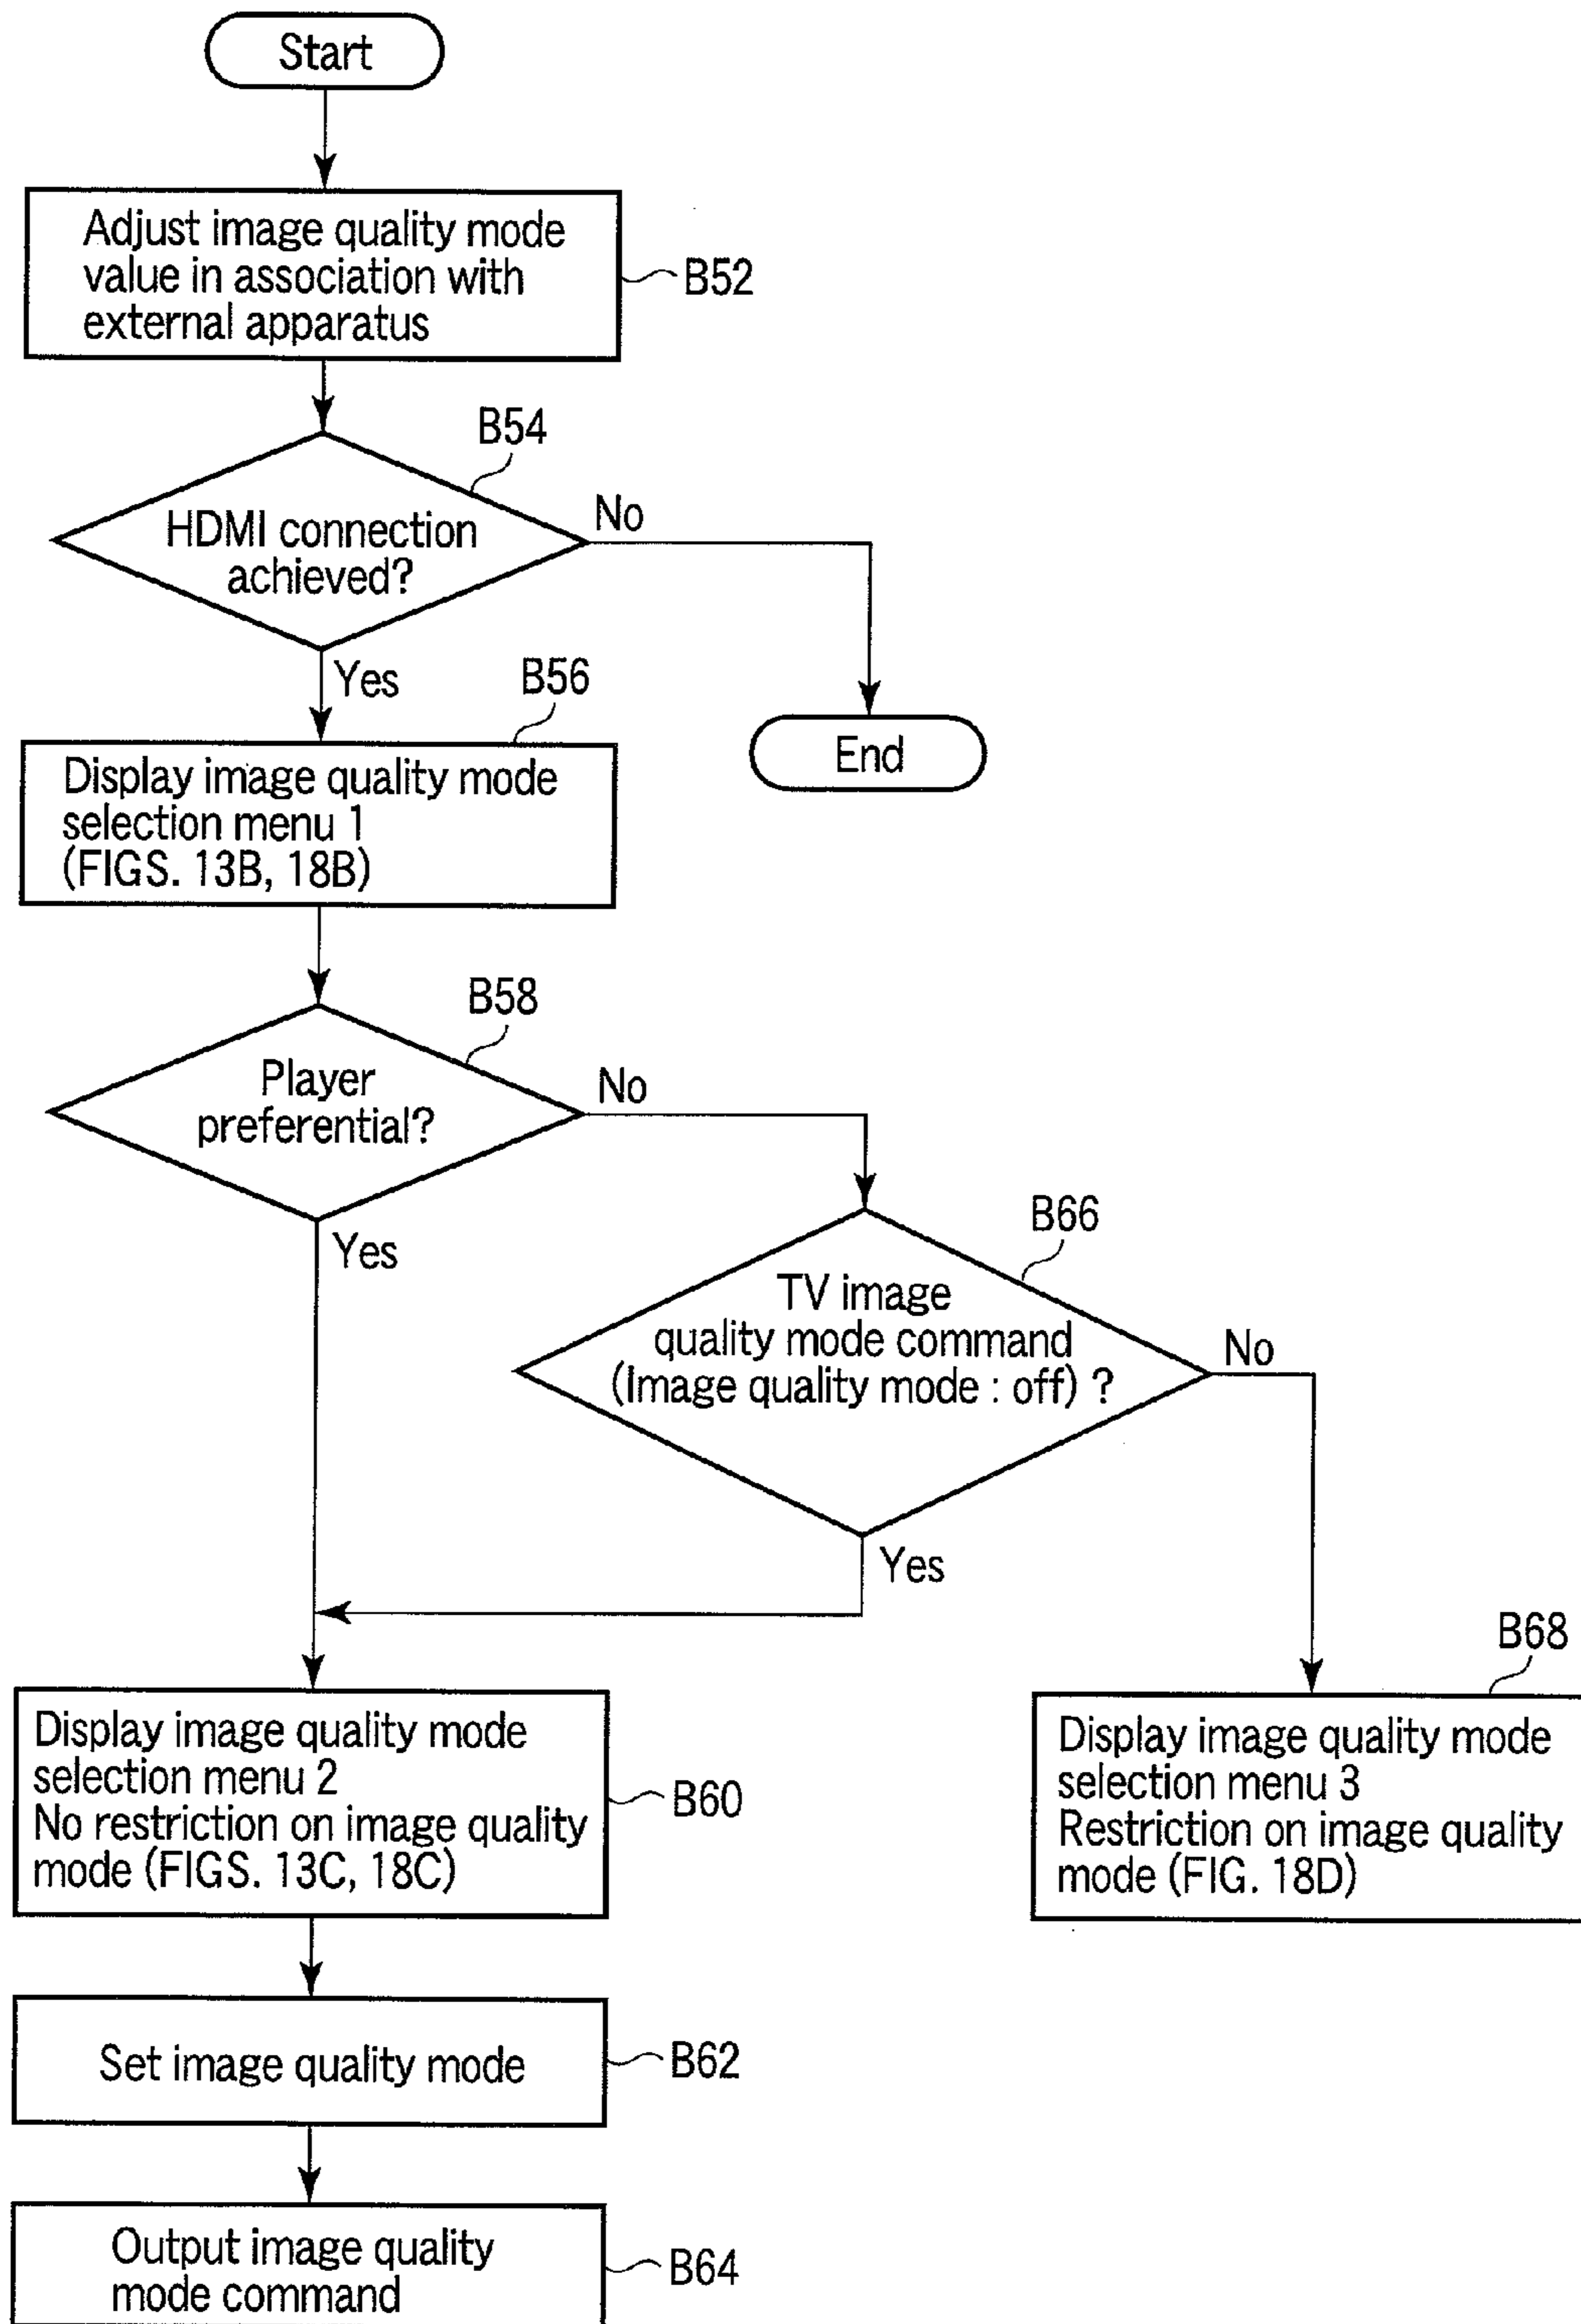 Start
Adjust image quality mode
value in association with
external apparatus
B52
B54
HDMI connection
achieved?
No
Yes
B56
End
Display image quality mode
selection menu 1
(FIGS. 13B, 18B)
B58
Player
preferential?
No
Yes
B66
TV image
quality mode command
(Image quality mode : off) ?
No
Yes
B68
Display image quality mode
selection menu 2
No restriction on image quality
mode (FIGS. 13C, 18C)
B60
Display image quality mode
selection menu 3
Restriction on image quality
mode (FIG. 18D)
Set image quality mode
B62
Output image quality
mode command
B64